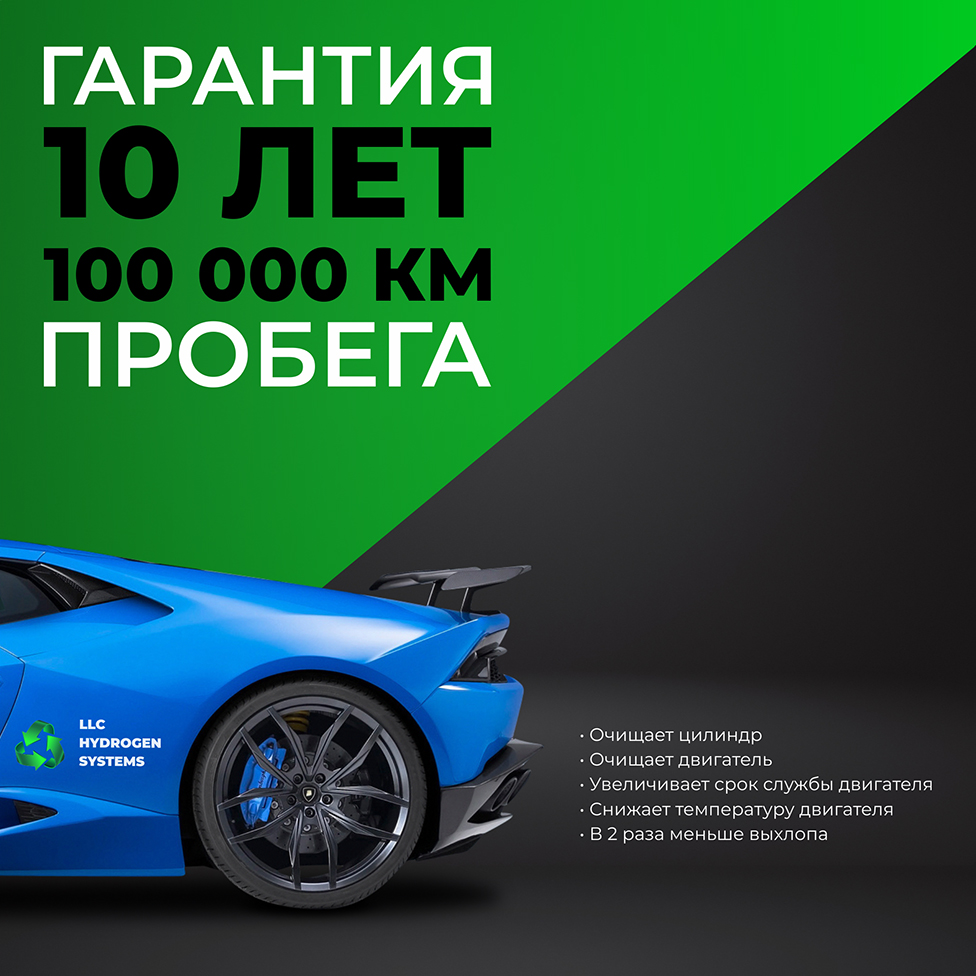 ГАРАНТИЯ
10 ЛЕТ
100 000 КМ
ПРОБЕГА
LLC
HYDROGEN
SYSTEMS
· Очищает цилиндр
· Очищает двигатель
· Увеличивает срок службы двигателя
· Снижает температуру двигателя
· В 2 раза меньше выхлопа